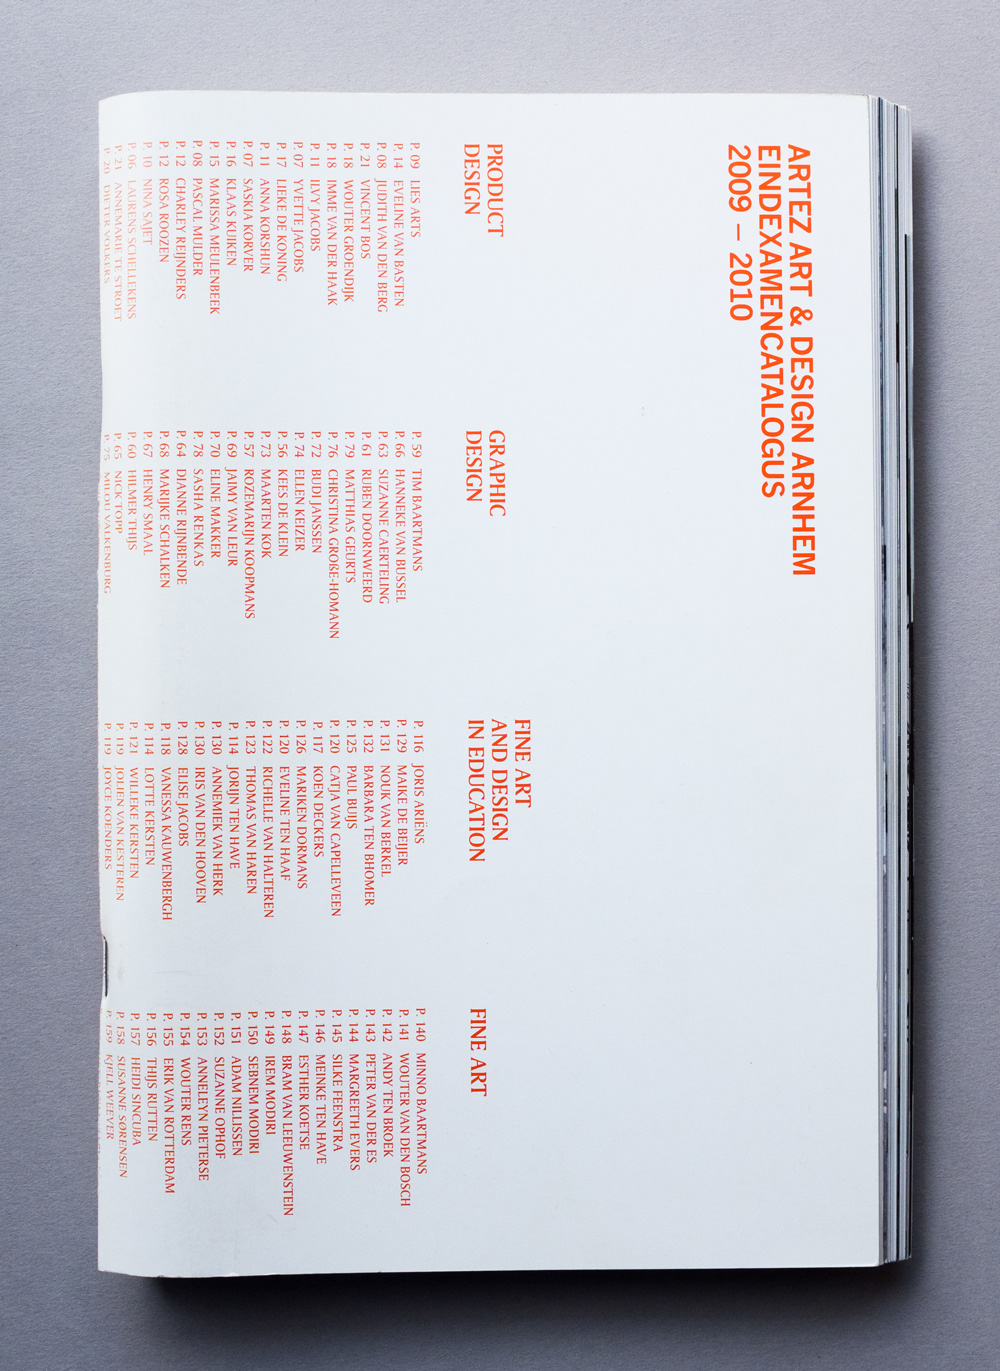 ARTEZ ART & DESIGN ARNHEM
EINDEXAMENCATALOGUS
2009 – 2010
PRODUCT
DESIGN
P. 09 LIES ARTS
P. 14 EVELINE VAN BASTEN
P. 08 JUDITH VAN DEN BERG
P. 21 VINCENT BOS
P. 18 WOUTER GROENDIJK
P. 18 IMME VAN DER HAAK
P. 11 ILVY JACOBS
P. 07 YVETTE JACOBS
P. 17 LIEKE DE KONING
P. 11 ANNA KORSHUN
P. 07 SASKIA KORVER
P. 16 KLAAS KUIKEN
P. 15 MARISSA MEULENBEEK
P. 08 PASCAL MULDER
P. 12 CHARLEY REIJNDERS
P. 12 ROSA ROOZEN
P. 10 NINA SAJET
P. 06 LAURENS SCHELLEKENS
P. 21 ANNEMARIE TE STROET
P. 20 DIETER VOLKERS
GRAPHIC
DESIGN
P. 59 TIM BAARTMANS
P. 66 HANNEKE VAN BUSSEL
P. 63 SUZANNE CAERTELING
P. 61 RUBEN DOORNWEERD
P. 79 MATTHIAS GEURTS
P. 76 CHRISTINA GROßE-HOMANN
P. 72 BUDI JANSSEN
P. 74 ELLEN KEIZER
P. 56 KEES DE KLEIN
P. 73 MAARTEN KOK
P. 57 ROZEMARIJN KOOPMANS
P. 69 JAIMY VAN LEUR
P. 70 ELINE MAKKER
P. 78 SASHA RENKAS
P. 64 DIANNE RIJNBENDE
P. 68 MARIJKE SCHALKEN
P. 67 HENRY SMAAL
P. 60 HILMER THIJS
P. 65 NICK TOPP
P. 75 MILOU VALKENBURG
FINE ART
AND DESIGN
IN EDUCATION
P. 116 JORIS ARIËNS
P. 129 MAIKE DE BEIJER
P. 131 NOUK VAN BERKEL
P. 132 BARBARA TEN BHOMER
P. 125 PAUL BUIJS
P. 120 CATIJA VAN CAPELLEVEEN
P. 117 KOEN DECKERS
P. 126 MARIKEN DORMANS
P. 120 EVELINE TEN HAAF
P. 122 RICHELLE VAN HALTEREN
P. 123 THOMAS VAN HAREN
P. 114 JORIJN TEN HAVE
P. 130 ANNEMIEK VAN HERK
P. 130 IRIS VAN DEN HOOVEN
P. 128 ELISE JACOBS
P. 118 VANESSA KAUWENBERGH
P. 114 LOTTE KERSTEN
P. 121 WILLEKE KERSTEN
P. 119 JOLIEN VAN KESTEREN
P. 119 JOYCE KOENDERS
FINE ART
P. 140 MINNO BAARTMANS
P. 141 WOUTER VAN DEN BOSCH
P. 142 ANDY TEN BROEK
P. 143 PETER VAN DER ES
P. 144 MARGREETH EVERS
P. 145 SILKE FEENSTRA
P. 146 MEINKE TEN HAVE
P. 147 ESTHER KOETSE
P. 148 BRAM VAN LEEUWENSTEIN
P. 149 IREM MODIRI
P. 150 SEBNEM MODIRI
P. 151 ADAM NILLISSEN
P. 152 SUZANNE OPHOF
P. 153 ANNELEYN PIETERSE
P. 154 WOUTER RENS
P. 155 ERIK VAN ROTTERDAM
P. 156 THIJS RUTTEN
P. 157 HEIDI SINCUBA
P. 158 SUSANNE SØRENSEN
P. 159 KJELL WEEVER